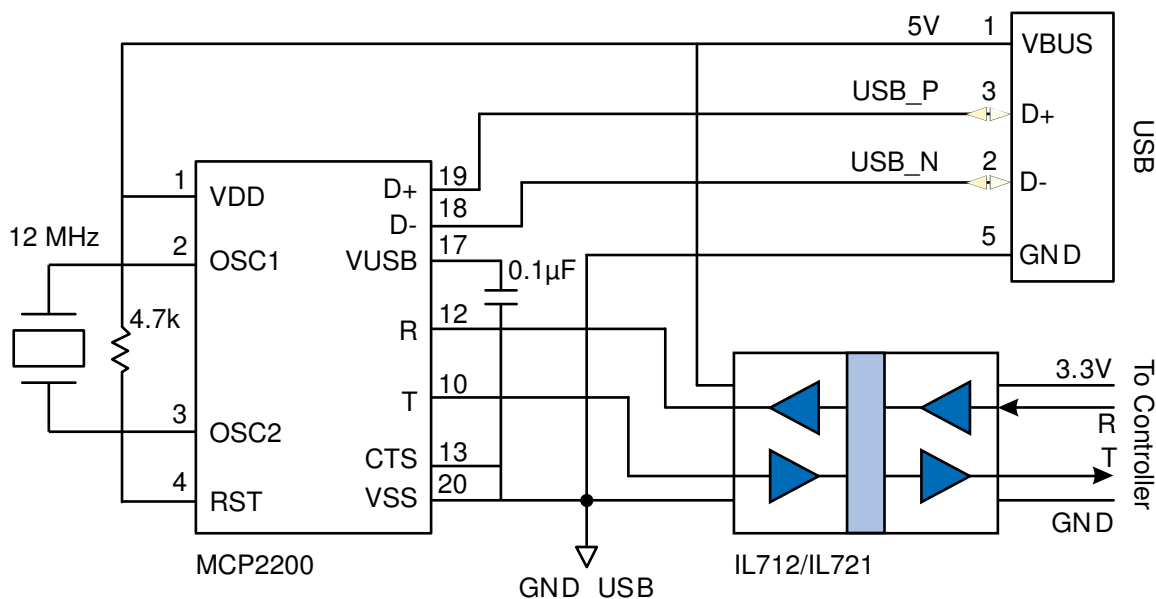 5V 1 VBUS
USB_P 3 D+
USB_N 2 D-
5 GND
USB
12 MHz
1 VDD
2 OSC1
3 OSC2
4 RST
4.7k
D+ 19
D- 18
VUSB 17
0.1µF
R 12
T 10
CTS 13
VSS 20
MCP2200
GND USB
IL712/IL721
3.3V
R
T
GND
To Controller